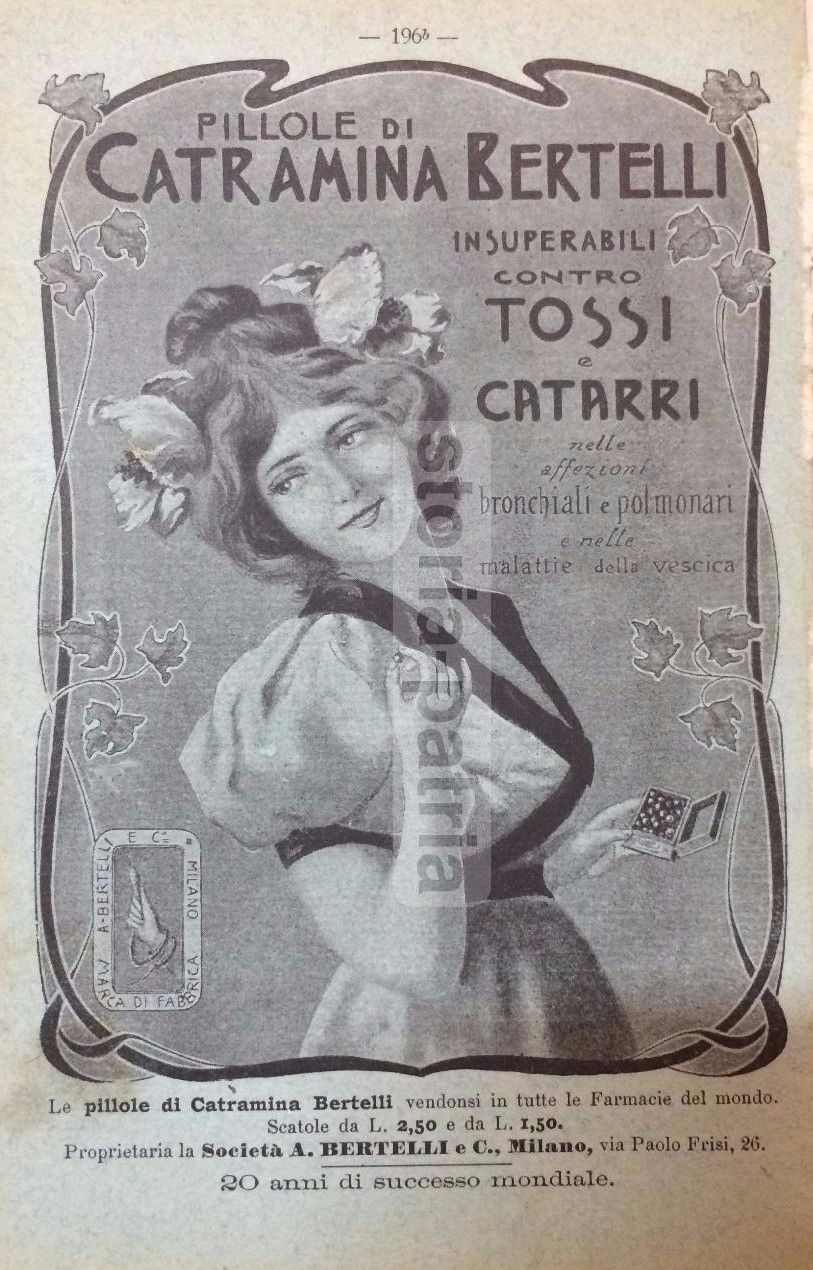 — 196ᵇ —
PILLOLE DI
CATRAMINA BERTELLI
INSUPERABILI
CONTRO
TOSSI
e
CATARRI
nelle
affezioni
bronchiali e polmonari
e nelle
malattie della vescica
storia-patria
A-BERTELLI E Cⁱ MILANO
MARCA DI FABBRICA
Le pillole di Catramina Bertelli vendonsi in tutte le Farmacie del mondo.
Scatole da L. 2,50 e da L. 1,50.
Proprietaria la Società A. BERTELLI e C., Milano, via Paolo Frisi, 26.
20 anni di successo mondiale.